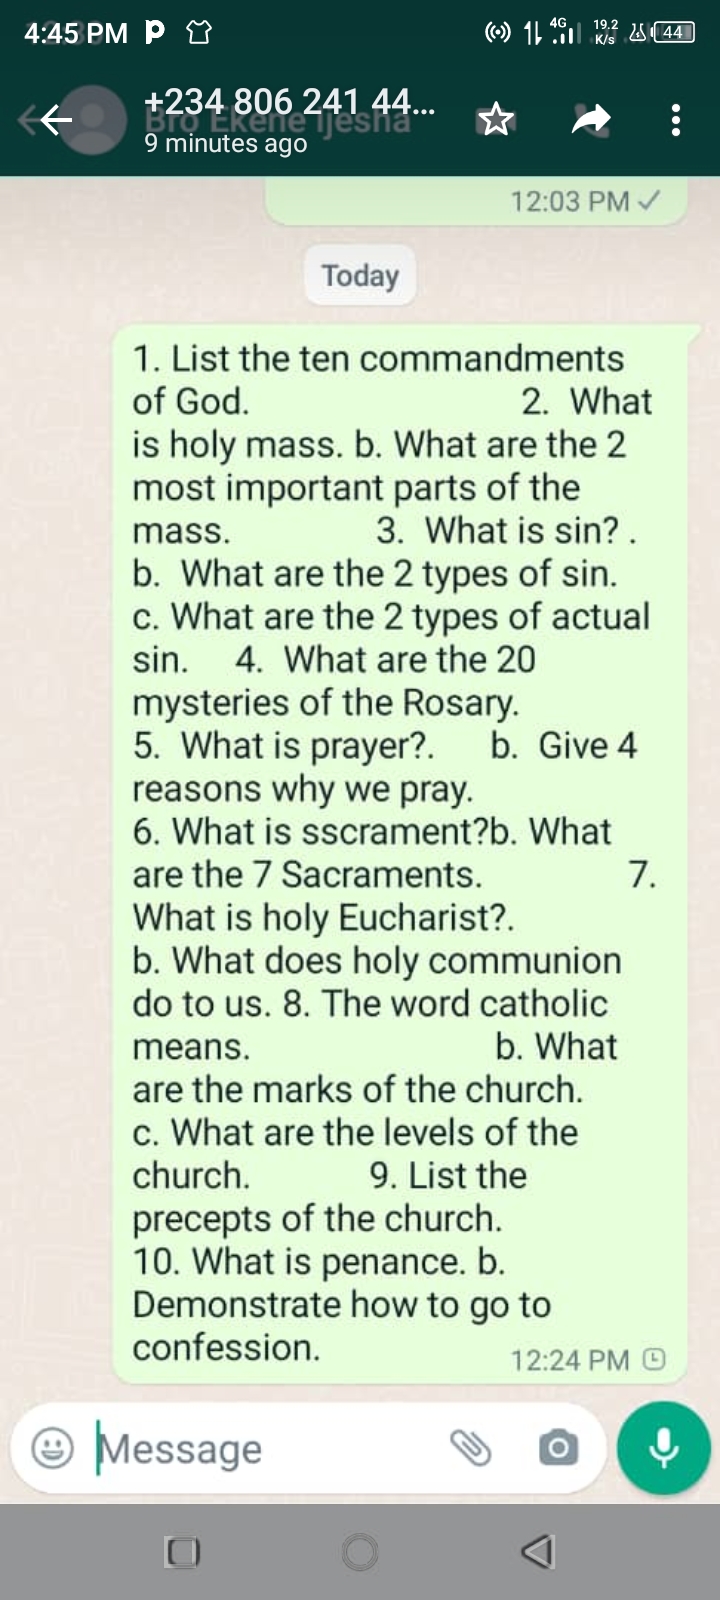 4:45 PM P 4G 19.2 K/s 44
+234 806 241 44...
Bro Ekene Ijesha
9 minutes ago
12:03 PM
Today
1. List the ten commandments
of God. 2. What
is holy mass. b. What are the 2
most important parts of the
mass. 3. What is sin? .
b. What are the 2 types of sin.
c. What are the 2 types of actual
sin. 4. What are the 20
mysteries of the Rosary.
5. What is prayer?. b. Give 4
reasons why we pray.
6. What is sscrament?b. What
are the 7 Sacraments. 7.
What is holy Eucharist?.
b. What does holy communion
do to us. 8. The word catholic
means. b. What
are the marks of the church.
c. What are the levels of the
church. 9. List the
precepts of the church.
10. What is penance. b.
Demonstrate how to go to
confession.
12:24 PM
Message